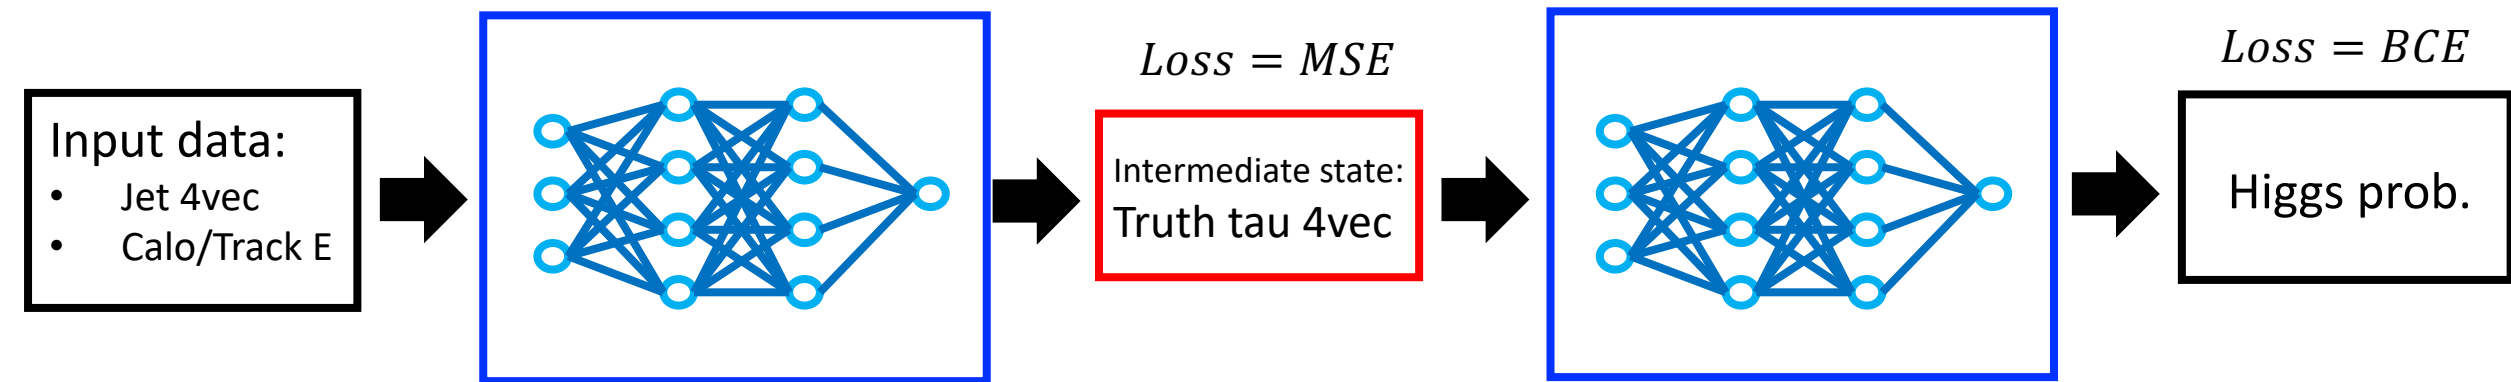 Input data:
• Jet 4vec
• Calo/Track E
Loss = MSE
Intermediate state:
Truth tau 4vec
Loss = BCE
Higgs prob.